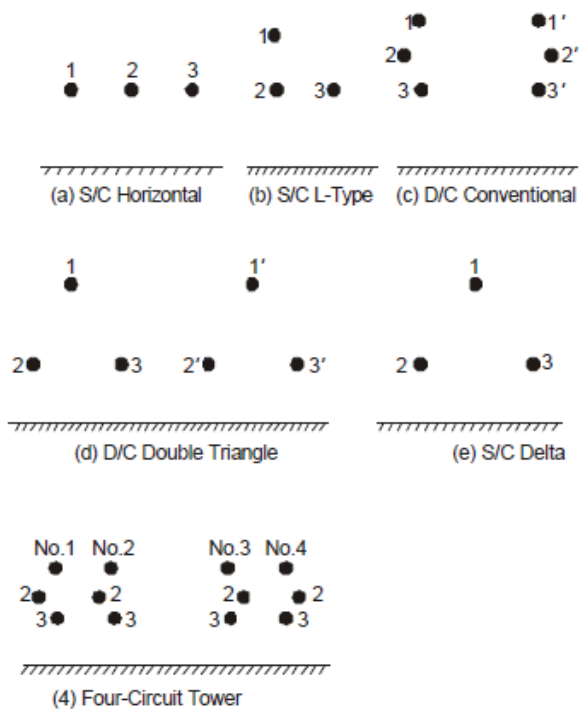 1 2 3
(a) S/C Horizontal
1
2 3
(b) S/C L-Type
1 1′
2 2′
3 3′
(c) D/C Conventional
1 1′
2 3 2′ 3′
(d) D/C Double Triangle
1
2 3
(e) S/C Delta
No.1 No.2 No.3 No.4
2 2 2 2
3 3 3 3
(4) Four-Circuit Tower